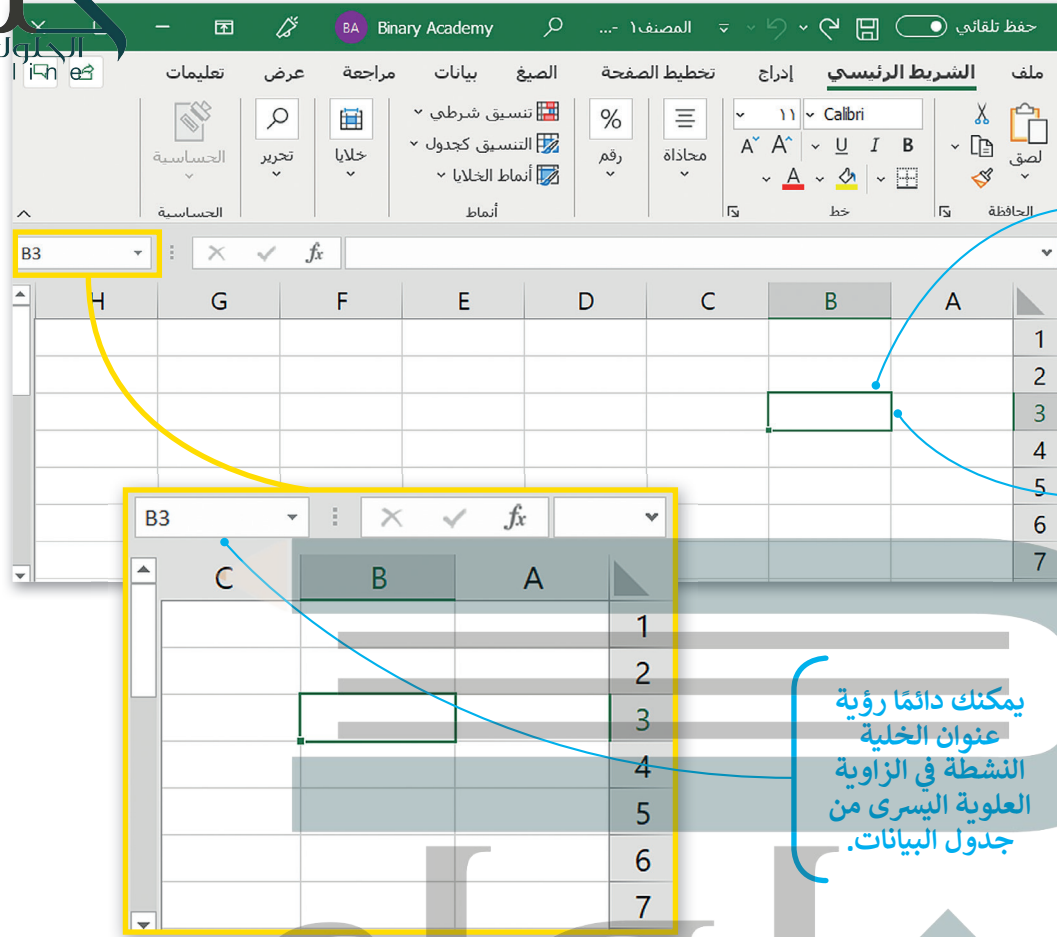 حفظ تلقائي المصنف١ -... Binary Academy BA
ملف الشريط الرئيسي إدراج تخطيط الصفحة الصيغ بيانات مراجعة عرض تعليمات
لصق
Calibri ١١
B I U A^ Aˇ
A
محاذاة
% رقم
تنسيق شرطي
التنسيق كجدول
أنماط الخلايا
خلايا
تحرير
الحساسية
الحافظة خط أنماط الحساسية
B3 fx
A B C D E F G H
1
2
3
4
5
6
7
B3 fx
A B C
1
2
3
4
5
6
7
يمكنك دائمًا رؤية
عنوان الخلية
النشطة في الزاوية
العلوية اليسرى من
جدول البيانات.